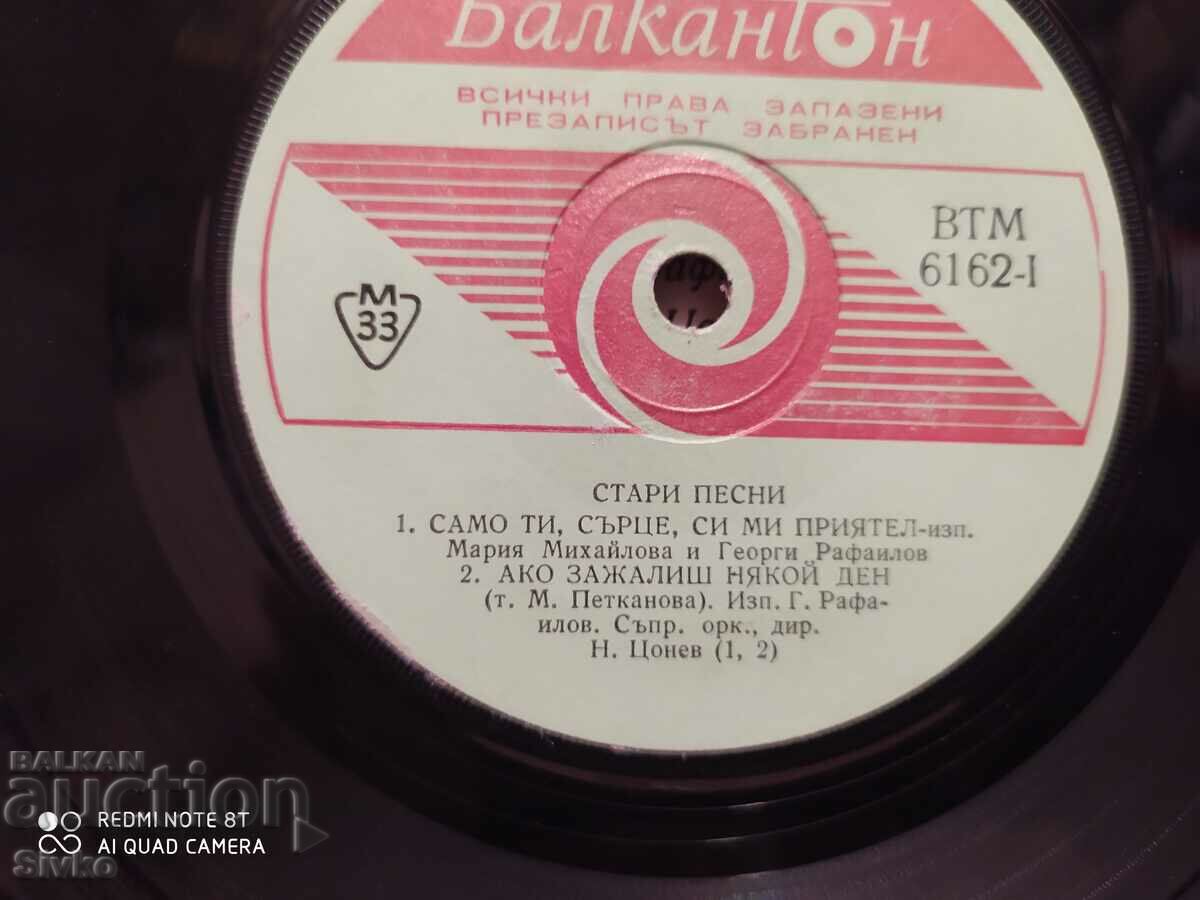 Балкантон
ВСИЧКИ ПРАВА ЗАПАЗЕНИ
ПРЕЗАПИСЪТ ЗАБРАНЕН
ВТМ
6162-I
М
33
СТАРИ ПЕСНИ
1. САМО ТИ, СЪРЦЕ, СИ МИ ПРИЯТЕЛ-изп.
Мария Михайлова и Георги Рафаилов
2. АКО ЗАЖАЛИШ НЯКОЙ ДЕН
(т. М. Петканова). Изп. Г. Рафа-
илов. Съпр. орк., дир.
Н. Цонев (1, 2)
BALKAN
auction
REDMI NOTE 8T
AI QUAD CAMERA
Sivko